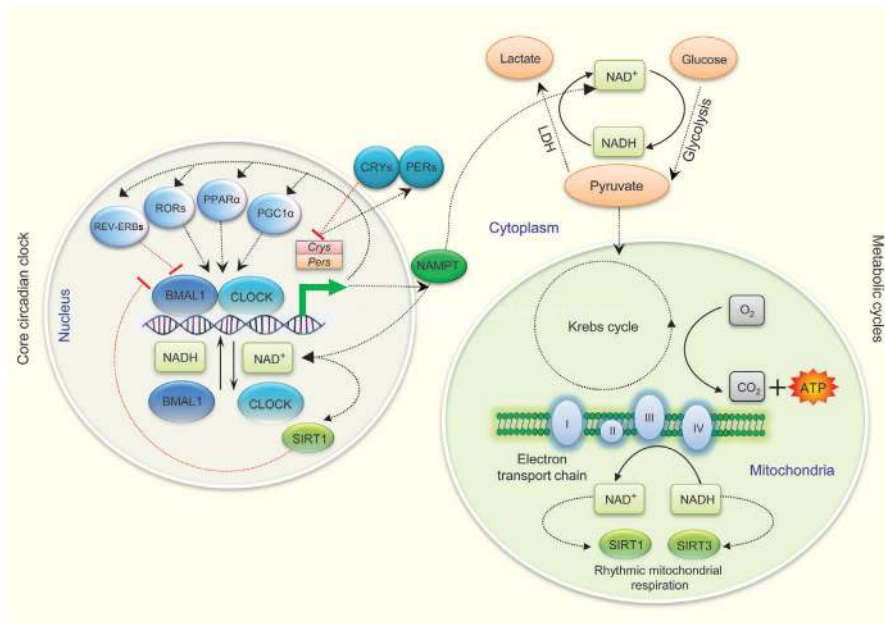 Core circadian clock
Nucleus
REV-ERBs
RORs
PPARα
PGC1α
CRYs
PERs
Crys
Pers
BMAL1
CLOCK
NADH
NAD+
BMAL1
CLOCK
SIRT1
NAMPT
Lactate
NAD+
Glucose
LDH
NADH
Glycolysis
Pyruvate
Cytoplasm
Metabolic cycles
Krebs cycle
O2
CO2
+
ATP
I
II
III
IV
Electron
transport chain
Mitochondria
NAD+
NADH
SIRT1
SIRT3
Rhythmic mitochondrial
respiration